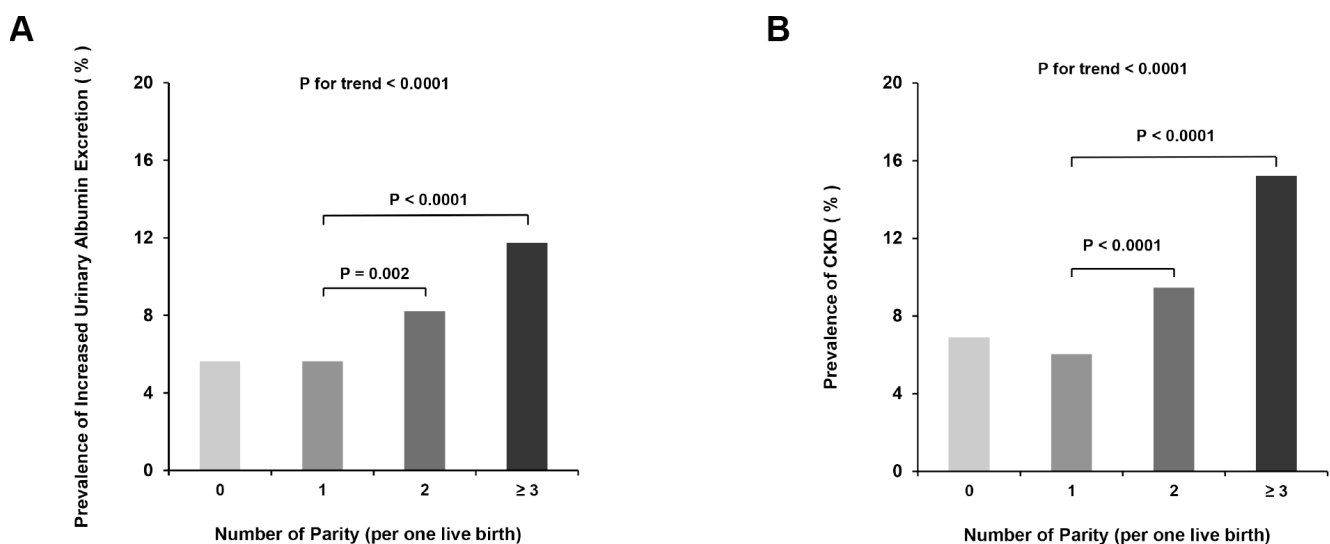 A
Prevalence of Increased Urinary Albumin Excretion ( % )
P for trend < 0.0001
20
16
12
8
4
0
P < 0.0001
P = 0.002
0 1 2 ≥ 3
Number of Parity (per one live birth)
B
Prevalence of CKD ( % )
P for trend < 0.0001
20
16
12
8
4
0
P < 0.0001
P < 0.0001
0 1 2 ≥ 3
Number of Parity (per one live birth)